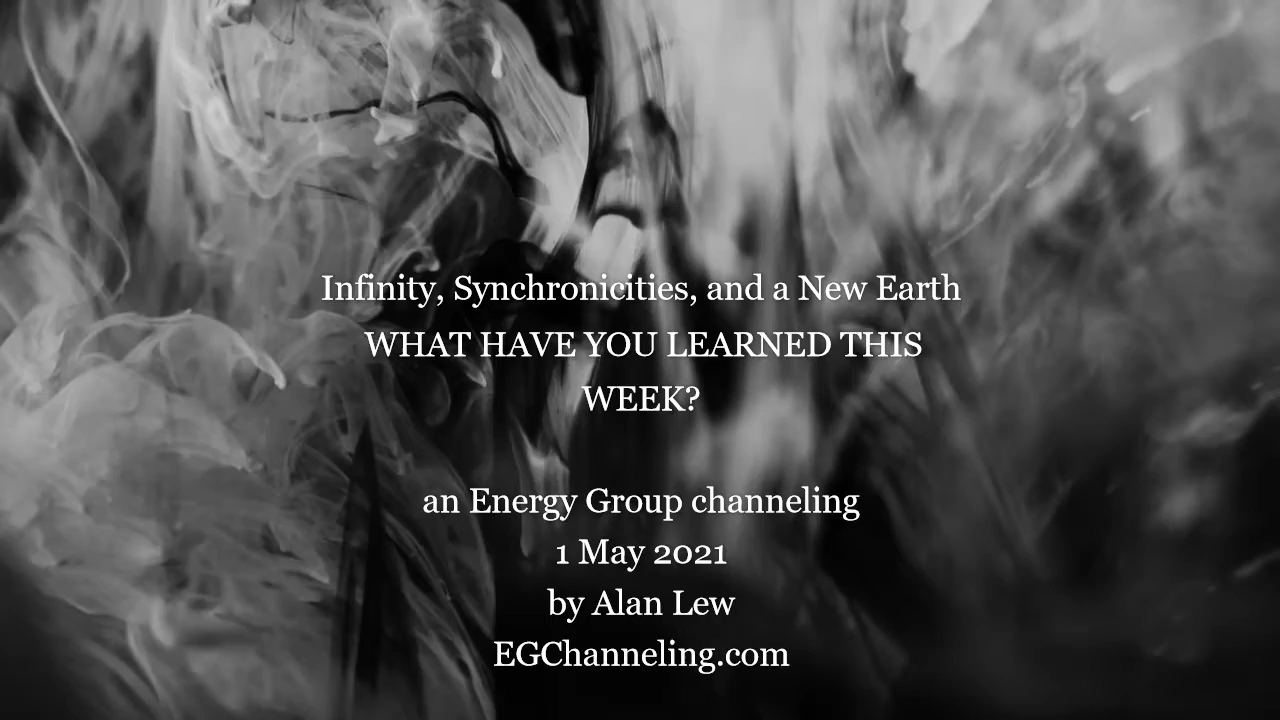 Infinity, Synchronicities, and a New Earth
WHAT HAVE YOU LEARNED THIS
WEEK?
an Energy Group channeling
1 May 2021
by Alan Lew
EGChanneling.com